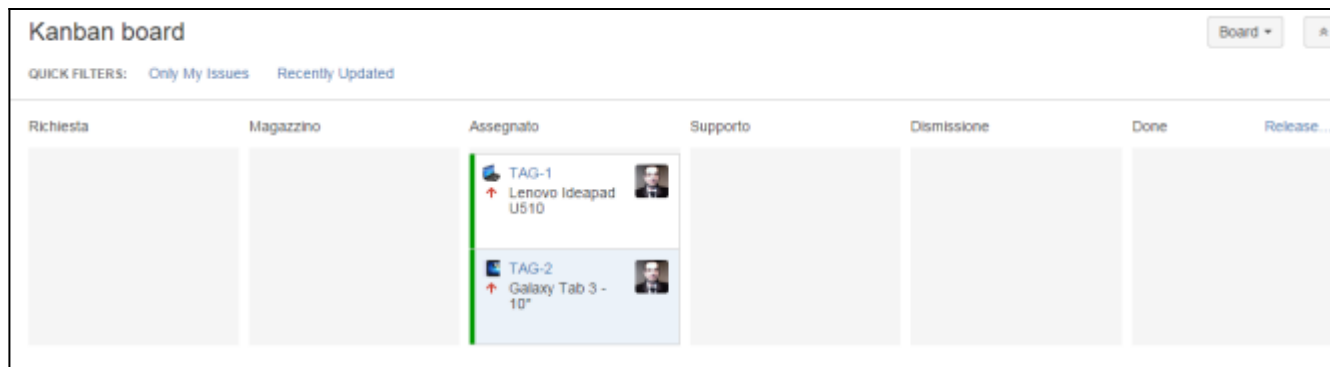 Kanban board
Board
QUICK FILTERS: Only My Issues Recently Updated
Richiesta Magazzino Assegnato Supporto Dismissione Done Release...
TAG-1
Lenovo Ideapad
U510
TAG-2
Galaxy Tab 3 -
10"